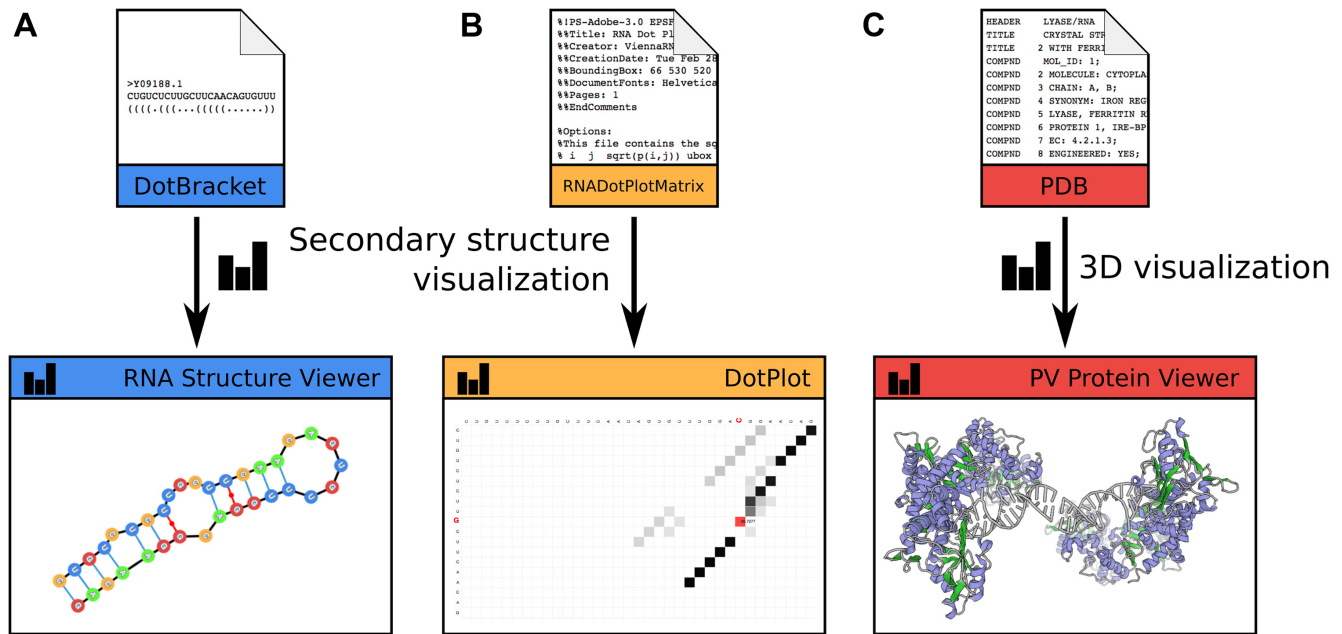 A
>Y09188.1
CUGUCUCUUGCUUCAACAGUGUUU
((((.(((...(((((......))
DotBracket
B
%!PS-Adobe-3.0 EPSF
%%Title: RNA Dot Pl
%%Creator: ViennaRN
%%CreationDate: Tue Feb 28
%%BoundingBox: 66 530 520
%%DocumentFonts: Helvetica
%%Pages: 1
%%EndComments
%Options:
%This file contains the sq
% i j sqrt(p(i,j)) ubox
RNADotPlotMatrix
C
HEADER LYASE/RNA
TITLE CRYSTAL STR
TITLE 2 WITH FERRI
COMPND MOL_ID: 1;
COMPND 2 MOLECULE: CYTOPLA
COMPND 3 CHAIN: A, B;
COMPND 4 SYNONYM: IRON REG
COMPND 5 LYASE, FERRITIN R
COMPND 6 PROTEIN 1, IRE-BP
COMPND 7 EC: 4.2.1.3;
COMPND 8 ENGINEERED: YES;
PDB
Secondary structure
visualization
3D visualization
RNA Structure Viewer
DotPlot
C
G
PV Protein Viewer